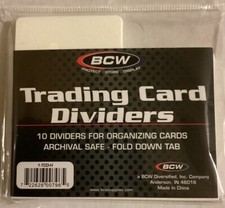 BCW
PROTECT · STORE · DISPLAY
Trading Card
Dividers
10 DIVIDERS FOR ORGANIZING CARDS
ARCHIVAL SAFE - FOLD DOWN TAB
BCW
BCW Diversified, Inc. Company
Anderson, IN 46016
Made in China